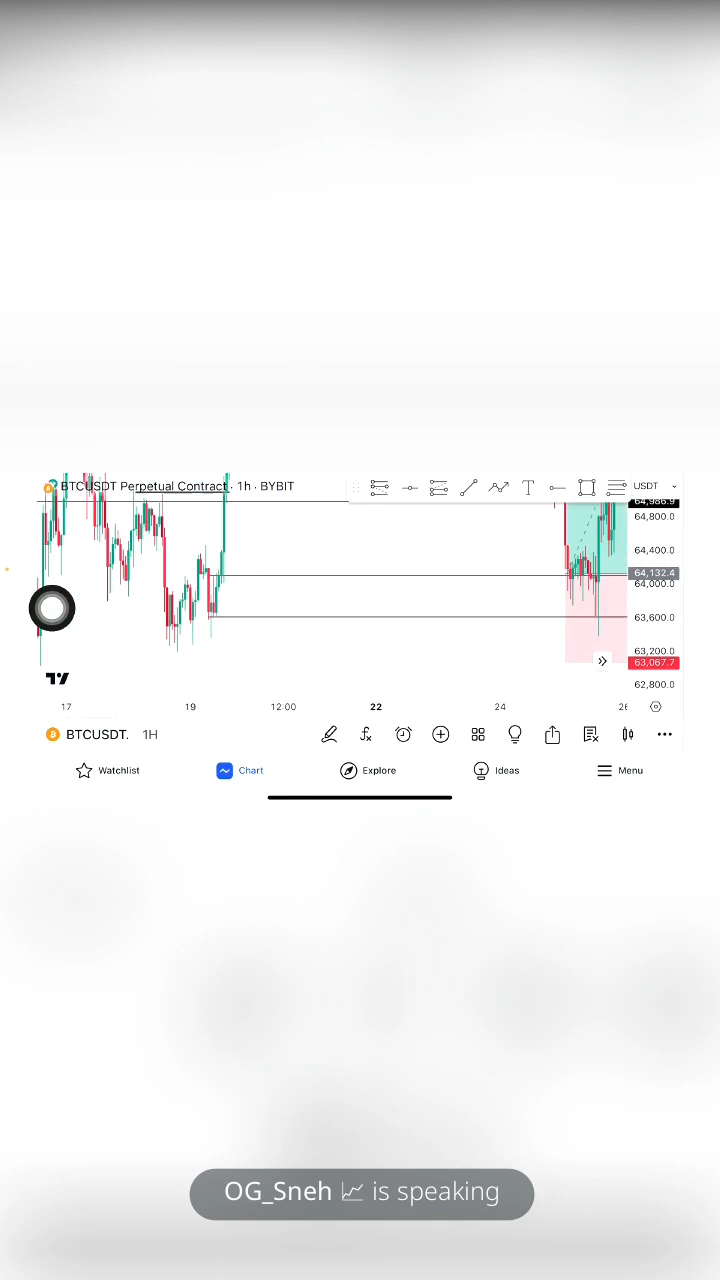 BTCUSDT Perpetual Contract · 1h · BYBIT
USDT
64,986.9
64,800.0
64,400.0
64,132.4
64,000.0
63,600.0
63,200.0
63,067.7
62,800.0
17 19 12:00 22 24
BTCUSDT. 1H
Watchlist Chart Explore Ideas Menu
OG_Sneh 📈 is speaking